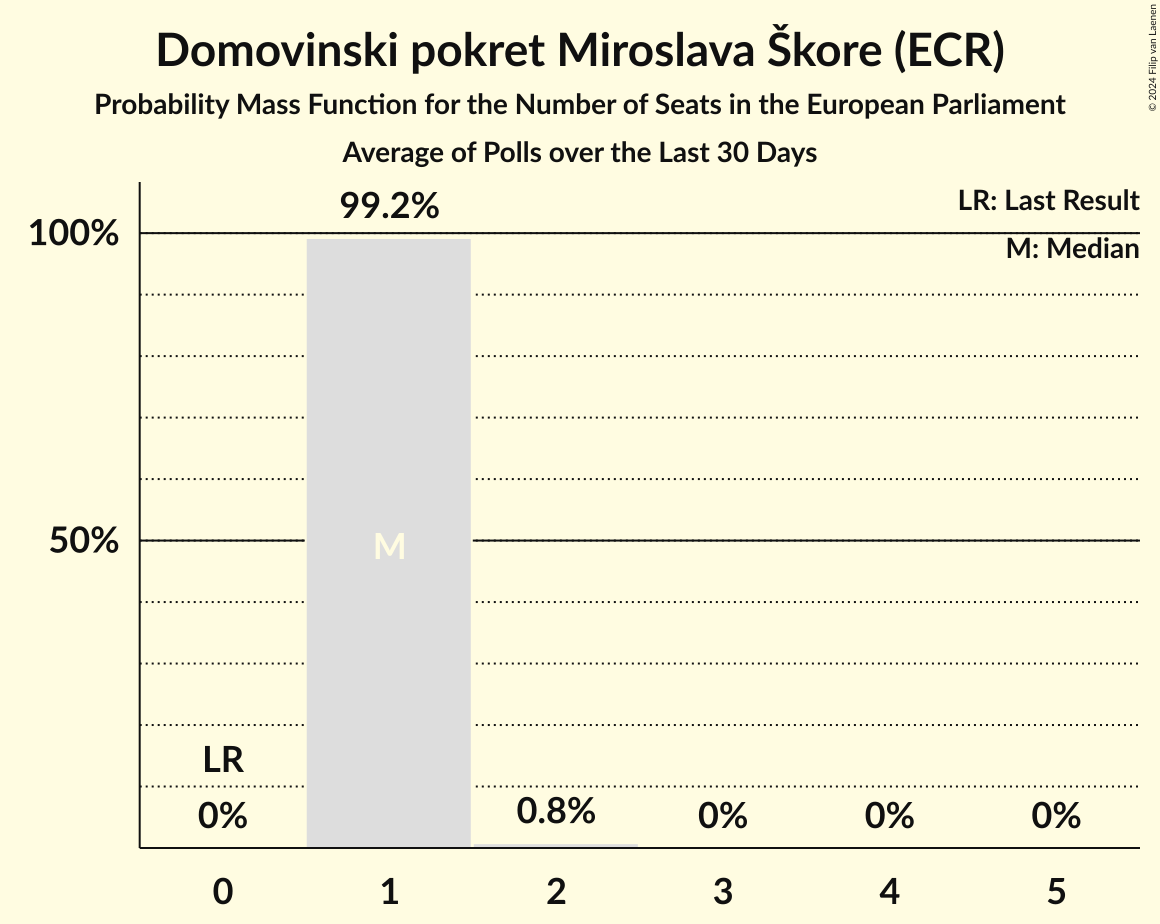 Domovinski pokret Miroslava Škore (ECR)
Probability Mass Function for the Number of Seats in the European Parliament
Average of Polls over the Last 30 Days
© 2024 Filip van Laenen
LR: Last Result
M: Median
99.2%
100%
50%
M
LR
0%
0.8%
0%
0%
0%
0
1
2
3
4
5